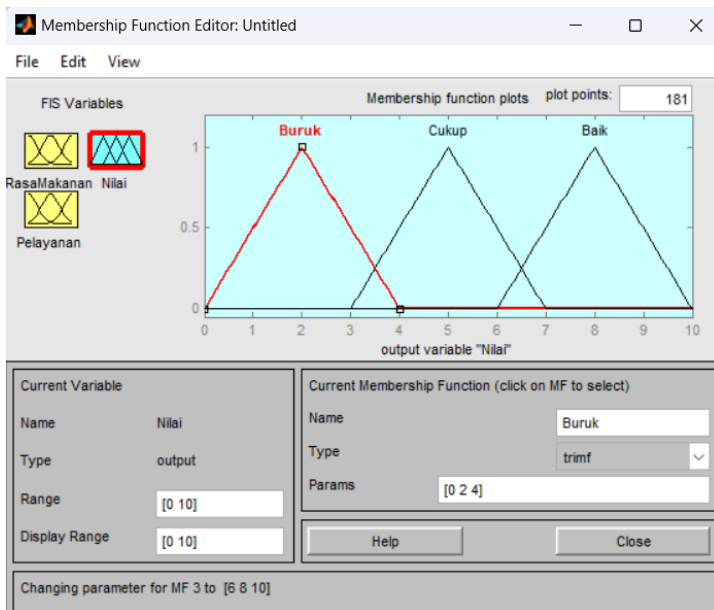 Membership Function Editor: Untitled
File Edit View
FIS Variables
RasaMakanan
Nilai
Pelayanan
Membership function plots
plot points: 181
Buruk Cukup Baik
1
0.5
0
0 1 2 3 4 5 6 7 8 9 10
output variable "Nilai"
Current Variable
Name Nilai
Type output
Range [0 10]
Display Range [0 10]
Current Membership Function (click on MF to select)
Name Buruk
Type trimf
Params [0 2 4]
Help Close
Changing parameter for MF 3 to [6 8 10]